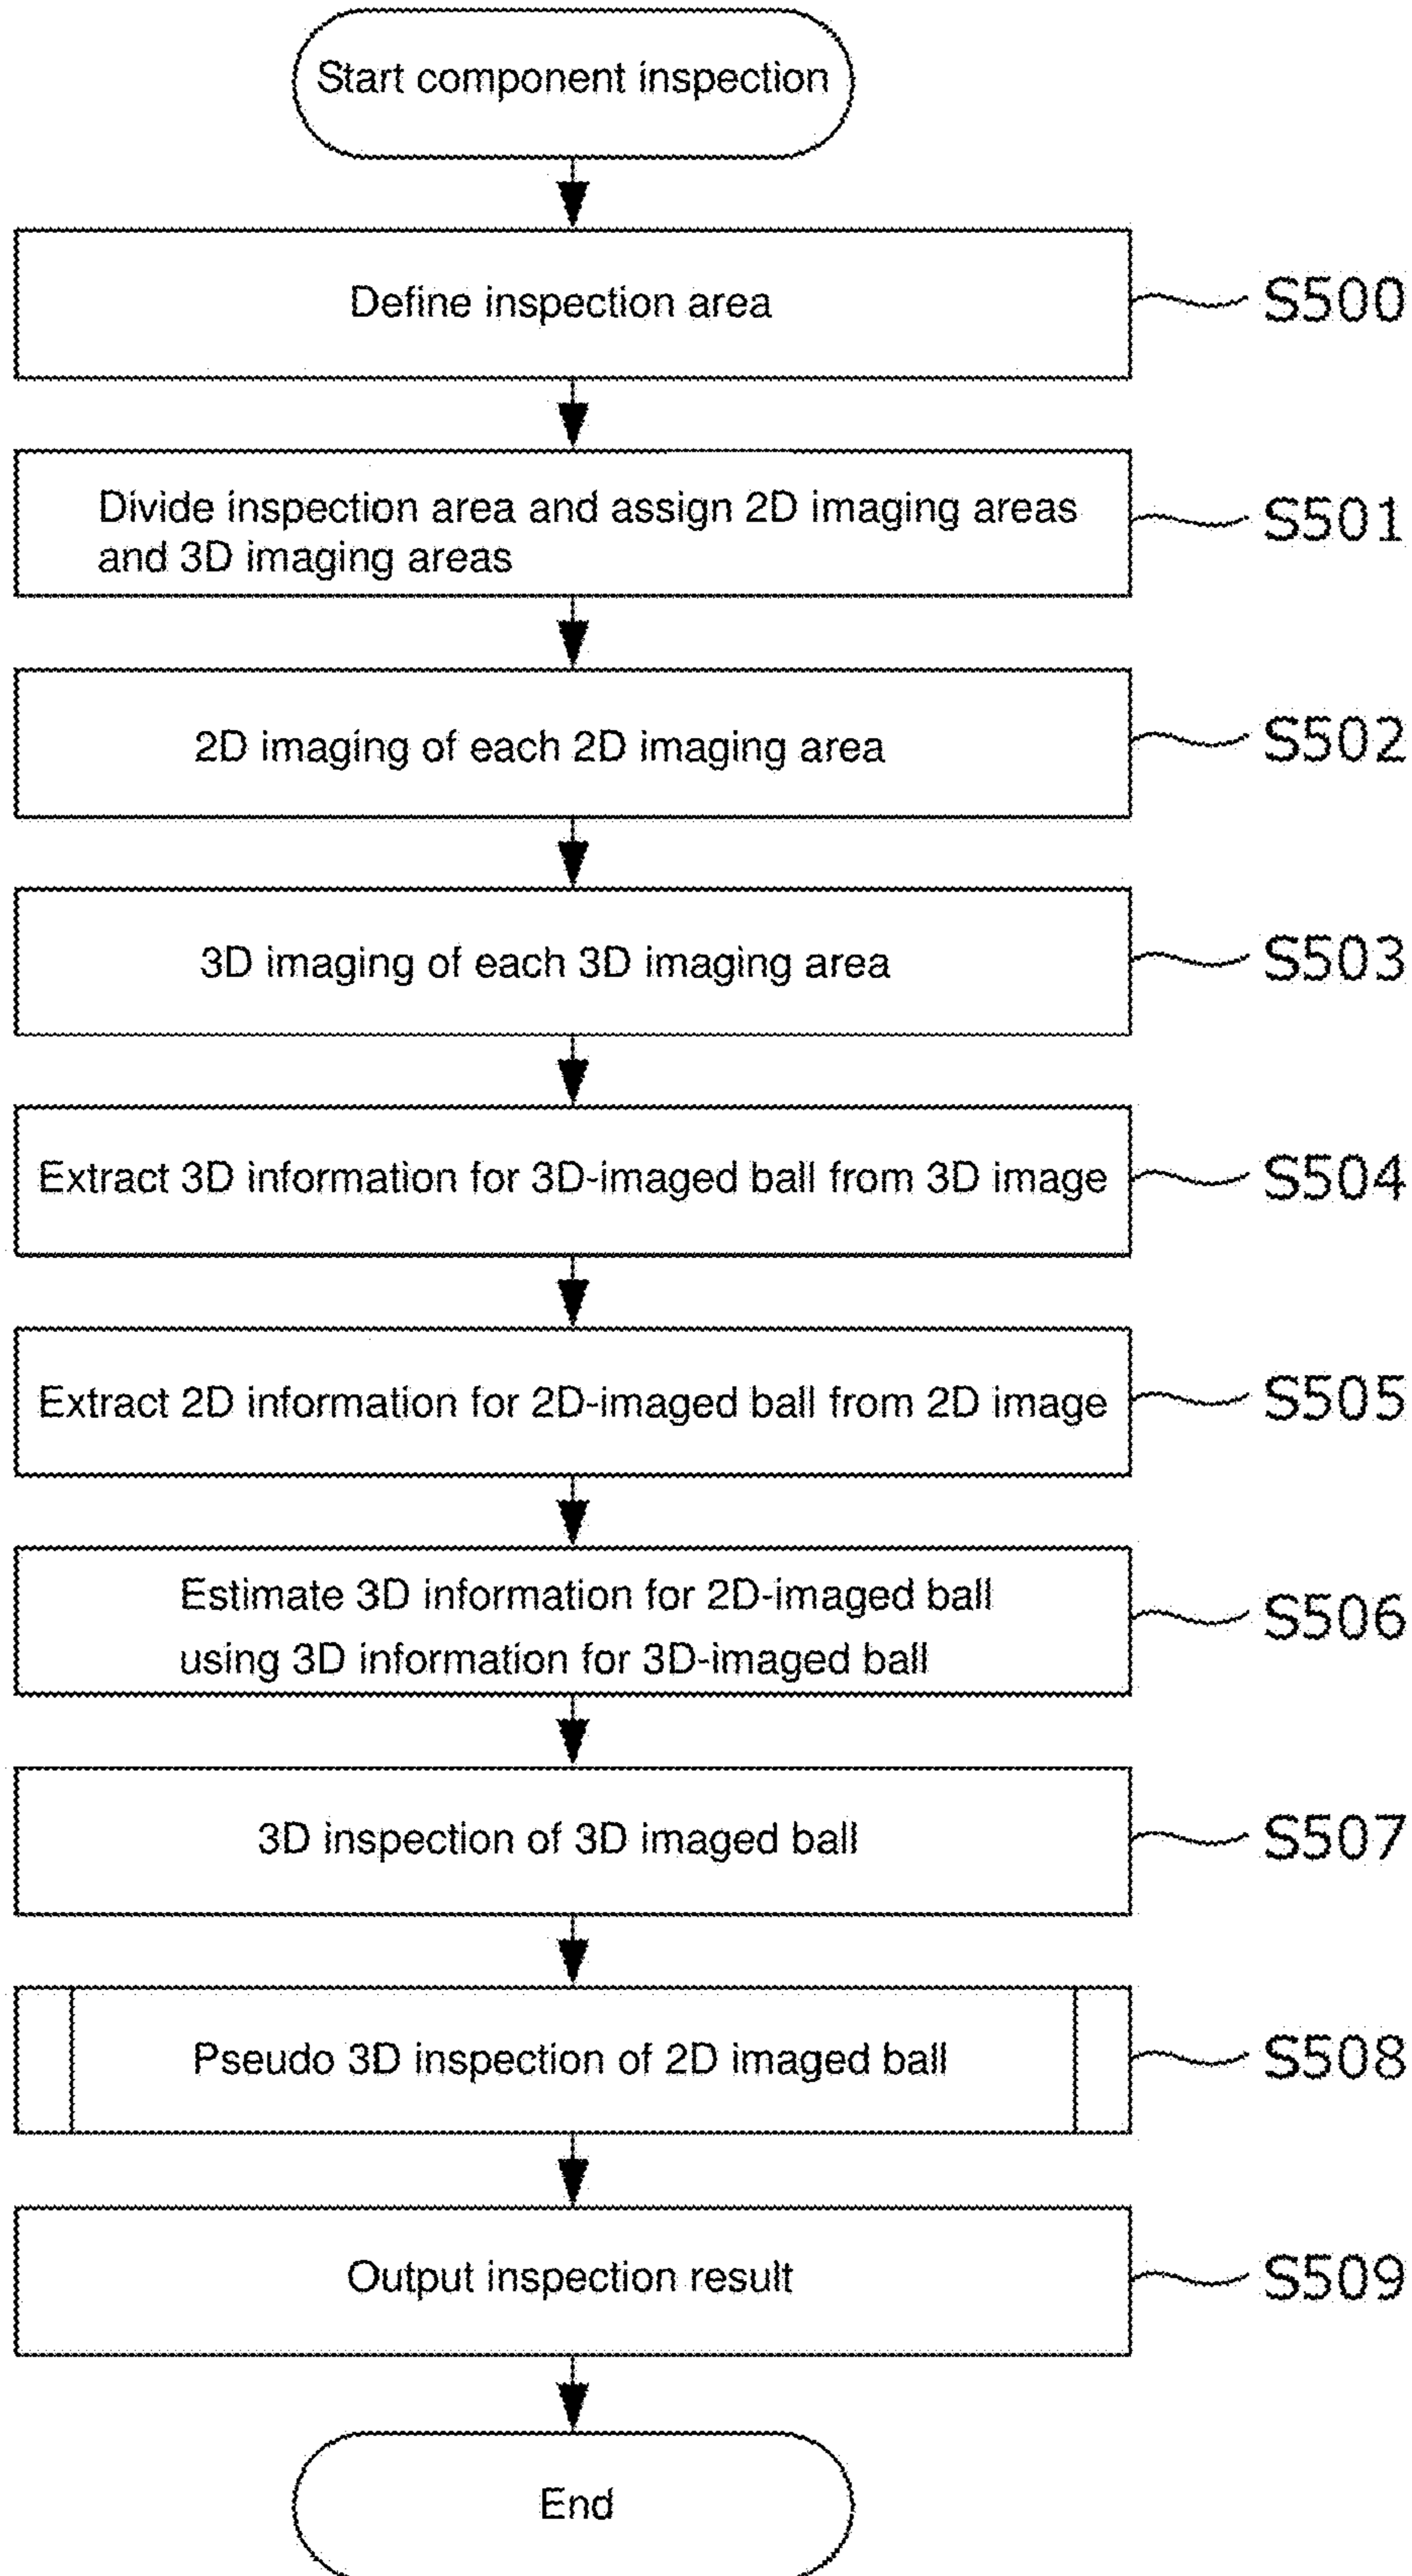 Start component inspection
Define inspection area
S500
Divide inspection area and assign 2D imaging areas
and 3D imaging areas
S501
2D imaging of each 2D imaging area
S502
3D imaging of each 3D imaging area
S503
Extract 3D information for 3D-imaged ball from 3D image
S504
Extract 2D information for 2D-imaged ball from 2D image
S505
Estimate 3D information for 2D-imaged ball
using 3D information for 3D-imaged ball
S506
3D inspection of 3D imaged ball
S507
Pseudo 3D inspection of 2D imaged ball
S508
Output inspection result
S509
End